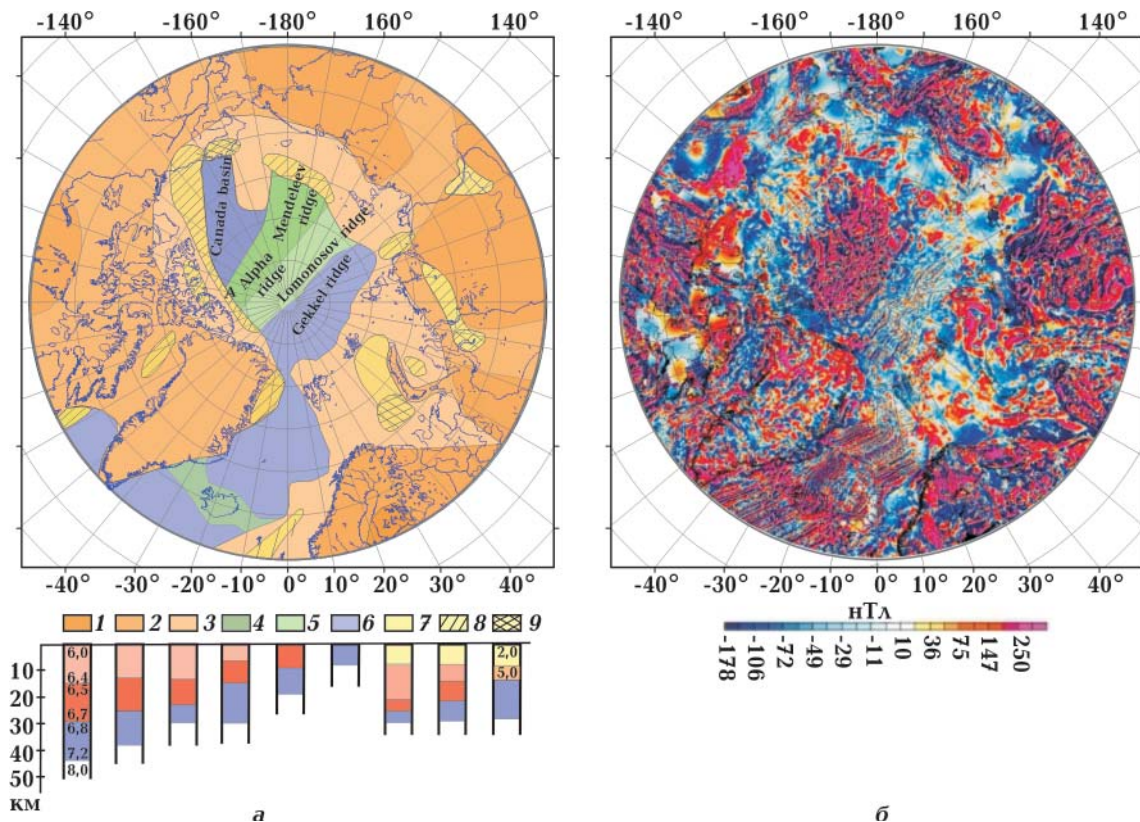 -140° -160° -180° 160° 140°
-140° -160° -180° 160° 140°
Canada basin
Mendeleev ridge
Alpha ridge
Lomonosov ridge
Gekkel ridge
-40° -30° -20° -10° 0° 10° 20° 30° 40°
-40° -30° -20° -10° 0° 10° 20° 30° 40°
нТл
-178 -106 -72 -49 -29 -11 10 36 75 147 250
1 2 3 4 5 6 7 8 9
6,0
6,4
6,5
6,7
6,8
7,2
8,0
2,0
5,0
10
20
30
40
50
км
а
б